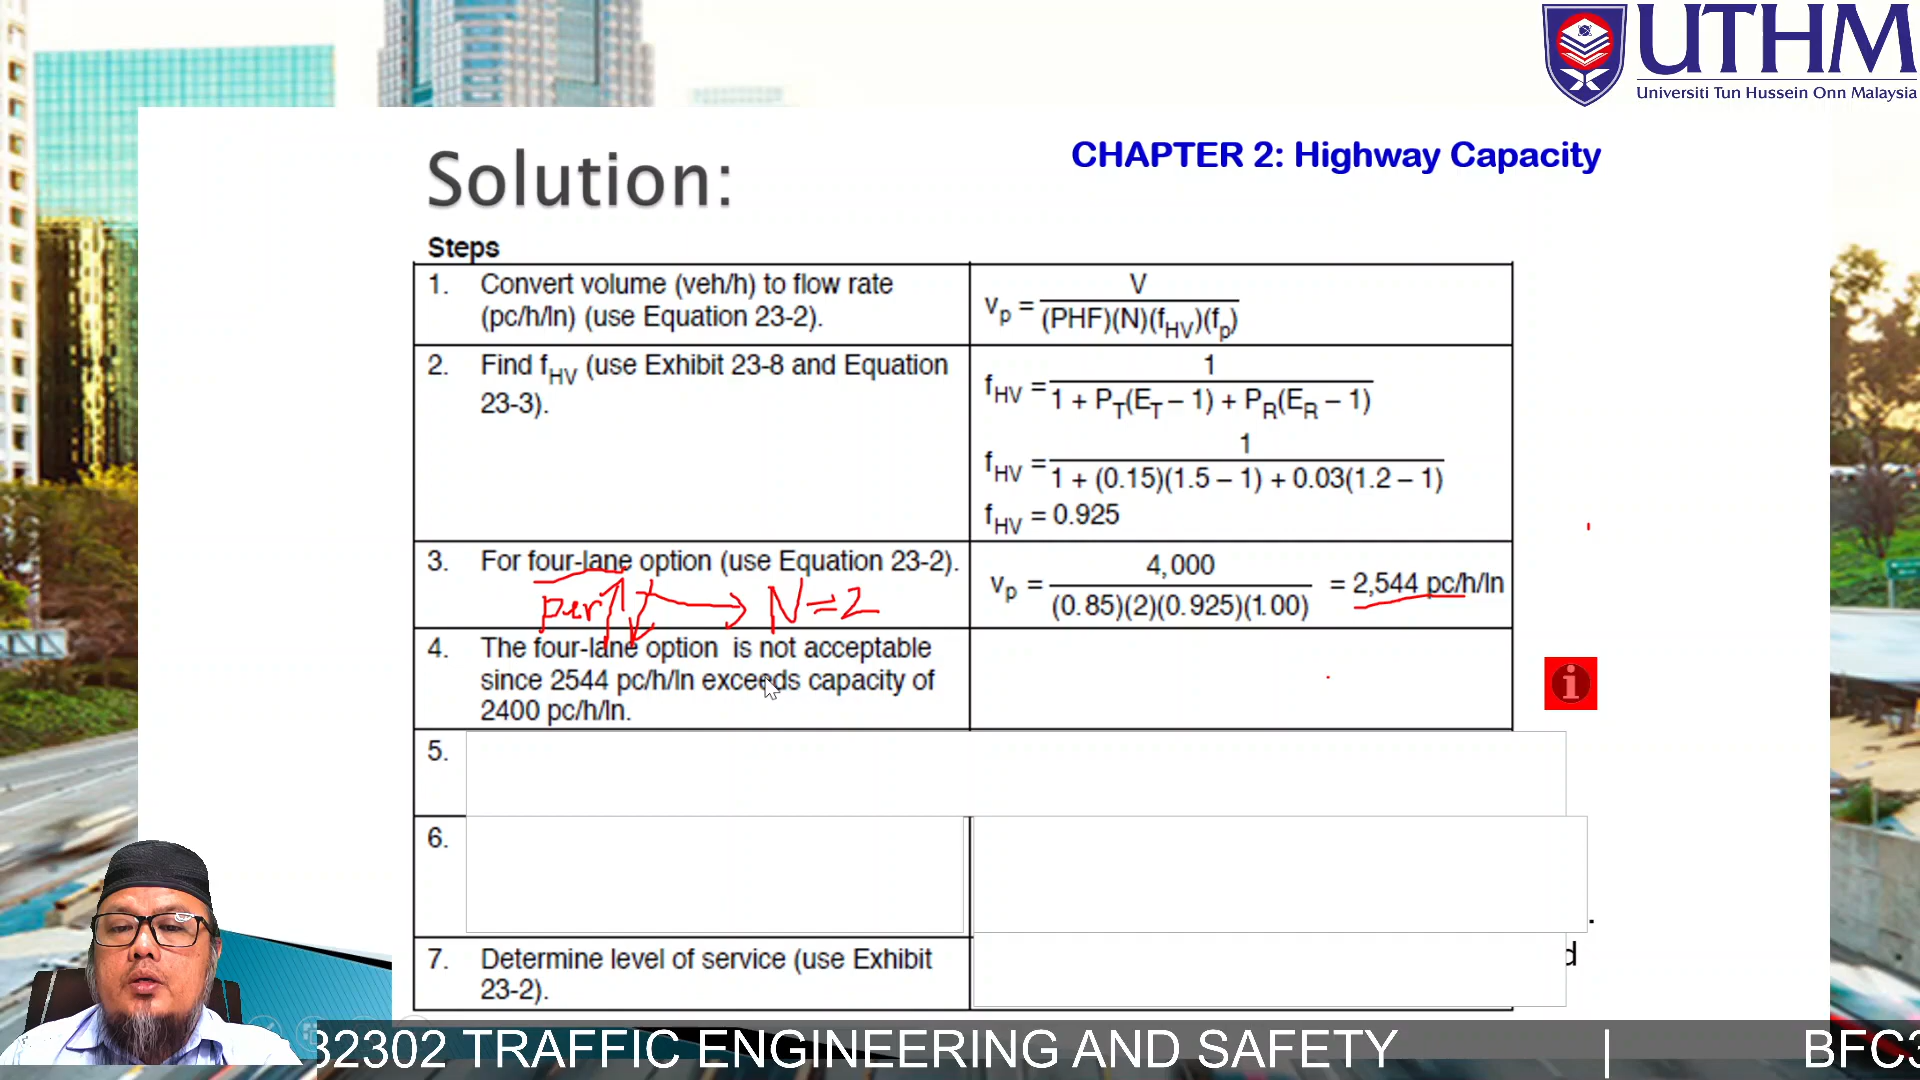 UTHM
Universiti Tun Hussein Onn Malaysia
CHAPTER 2: Highway Capacity
Solution:
Steps
1. Convert volume (veh/h) to flow rate
(pc/h/ln) (use Equation 23-2).
v_p = V / (PHF)(N)(f_HV)(f_p)
2. Find f_HV (use Exhibit 23-8 and Equation
23-3).
f_HV = 1 / 1 + P_T(E_T – 1) + P_R(E_R – 1)
f_HV = 1 / 1 + (0.15)(1.5 – 1) + 0.03(1.2 – 1)
f_HV = 0.925
3. For four-lane option (use Equation 23-2).
per N=2
v_p = 4,000 / (0.85)(2)(0.925)(1.00) = 2,544 pc/h/ln
4. The four-lane option is not acceptable
since 2544 pc/h/ln exceeds capacity of
2400 pc/h/ln.
i
5.
6.
.
7. Determine level of service (use Exhibit
23-2).
d
32302 TRAFFIC ENGINEERING AND SAFETY | BFC3